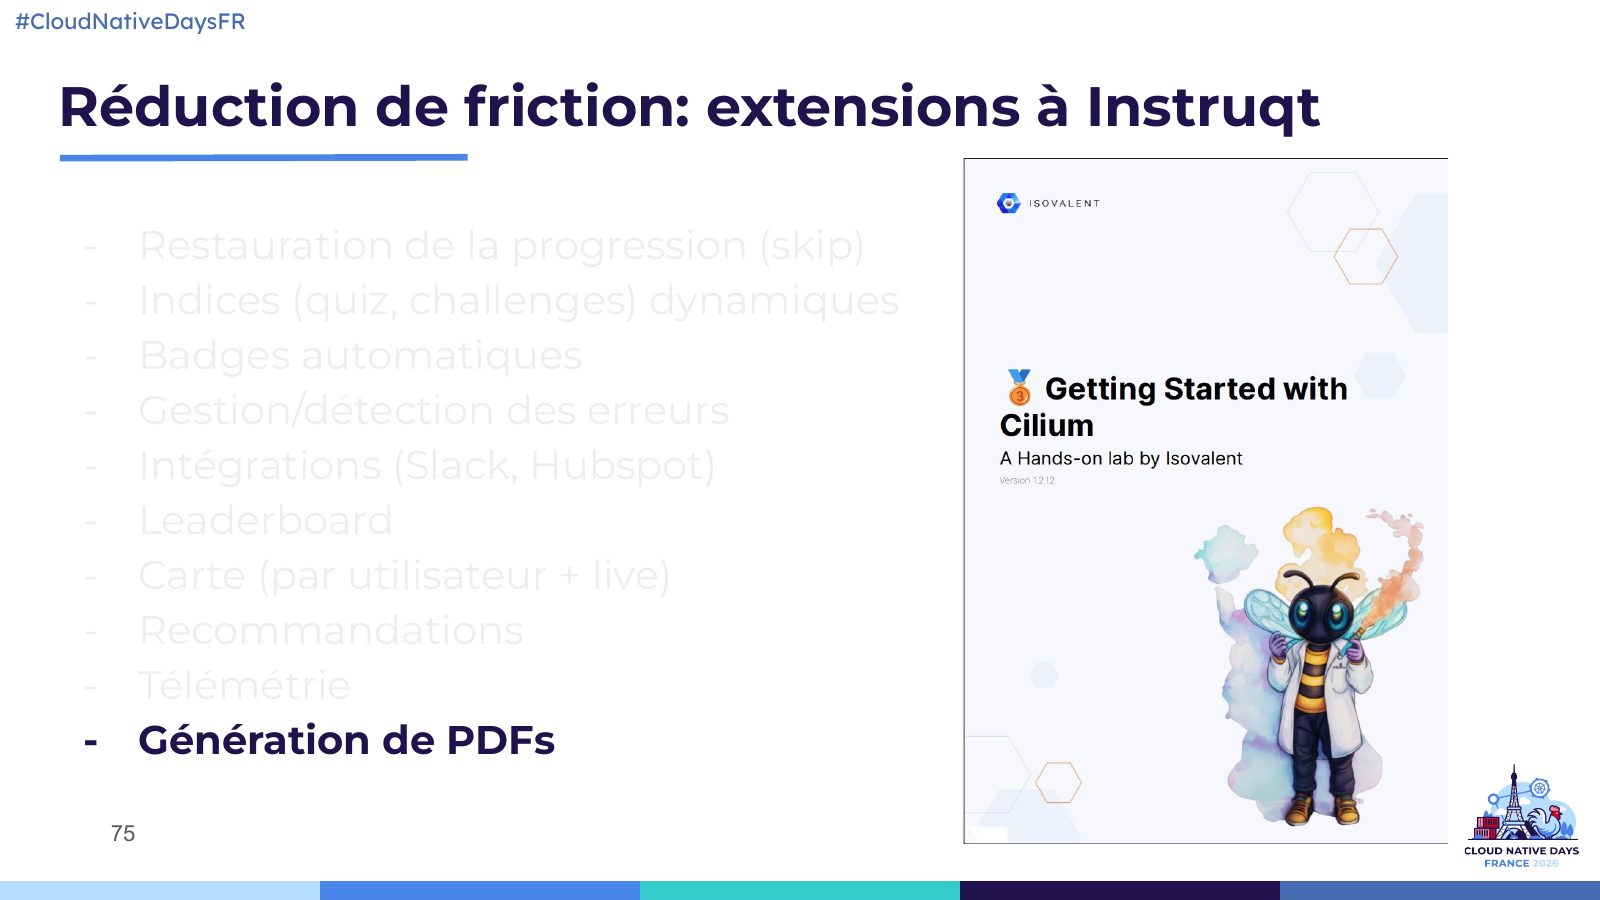 #CloudNativeDaysFR
Réduction de friction: extensions à Instruqt
- Restauration de la progression (skip)
- Indices (quiz, challenges) dynamiques
- Badges automatiques
- Gestion/détection des erreurs
- Intégrations (Slack, Hubspot)
- Leaderboard
- Carte (par utilisateur + live)
- Recommandations
- Télémétrie
- Génération de PDFs
ISOVALENT
3 Getting Started with
Cilium
A Hands-on lab by Isovalent
Version 1.2.12
75
CLOUD NATIVE DAYS
FRANCE 2026